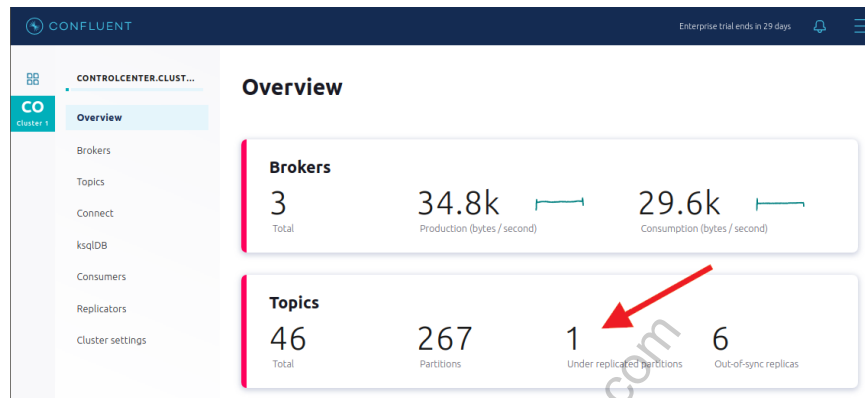 CONFLUENT
Enterprise trial ends in 29 days
CO
Cluster 1
CONTROLCENTER.CLUST...
Overview
Brokers
Topics
Connect
ksqlDB
Consumers
Replicators
Cluster settings
Overview
Brokers
3 34.8k 29.6k
Total Production (bytes / second) Consumption (bytes / second)
Topics
46 267 1 6
Total Partitions Under replicated partitions Out-of-sync replicas
.com